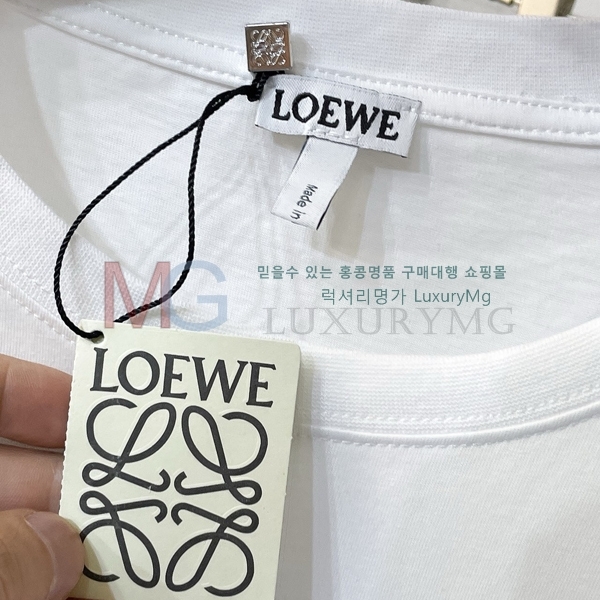 LOEWE
Made in
MG
믿을수 있는 홍콩명품 구매대행 쇼핑몰
럭셔리명가 LuxuryMg
LUXURYMG
LOEWE